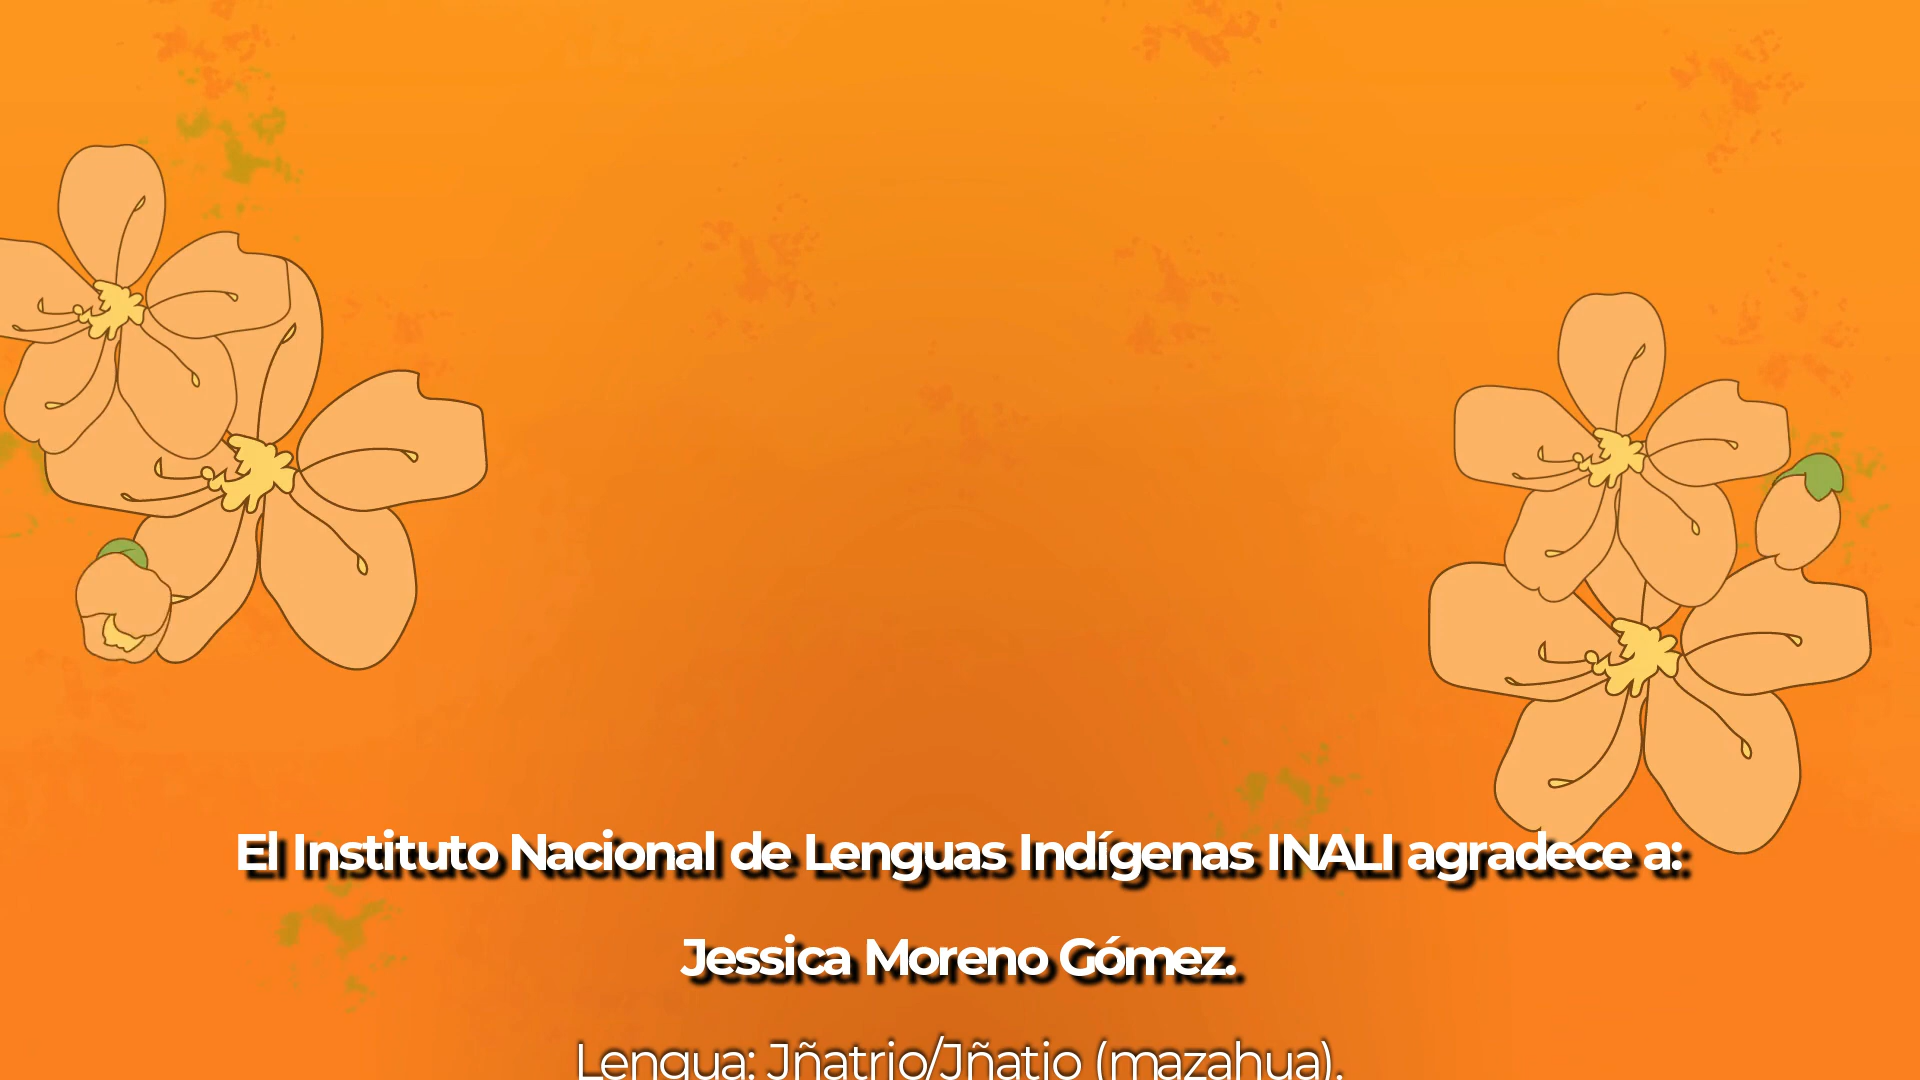 El Instituto Nacional de Lenguas Indígenas INALI agradece a:
Jessica Moreno Gómez.
Lengua: Jñatrjo/Jñatjo (mazahua).